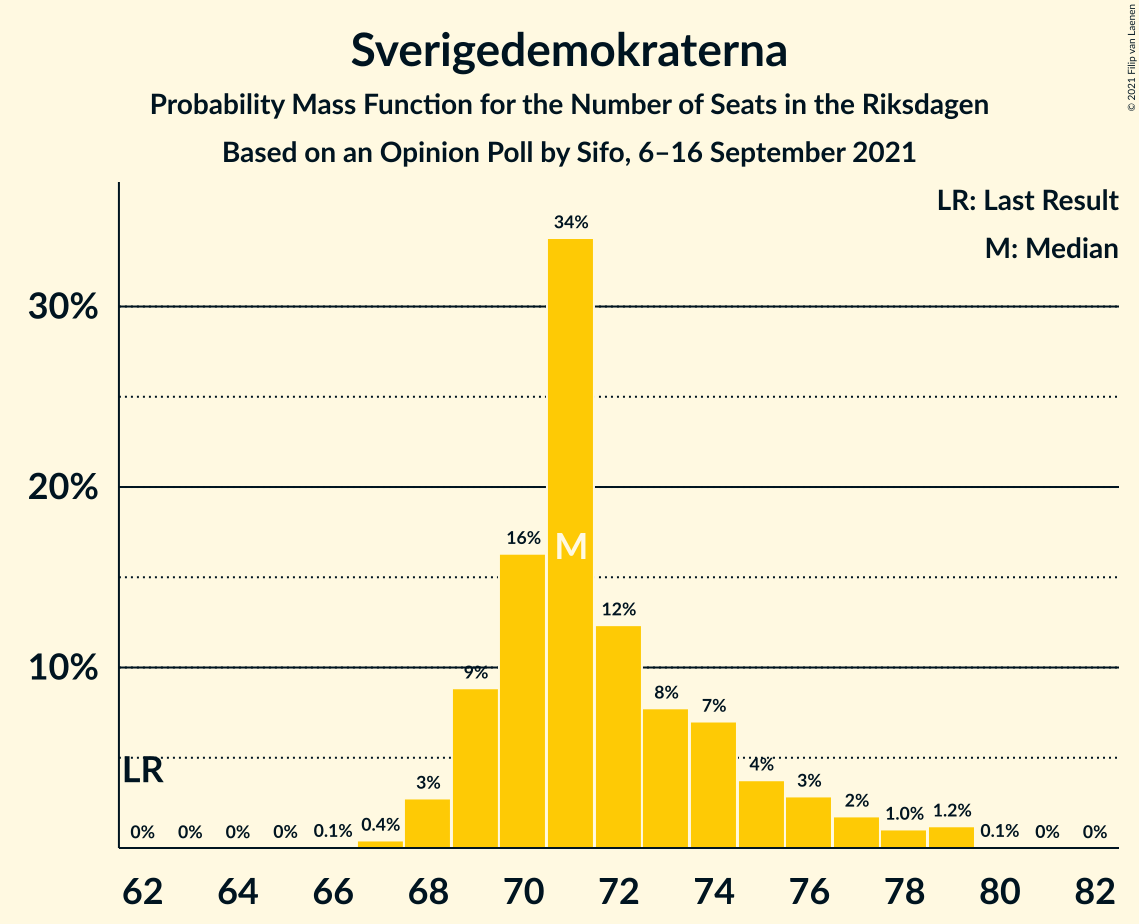 Sverigedemokraterna
Probability Mass Function for the Number of Seats in the Riksdagen
Based on an Opinion Poll by Sifo, 6–16 September 2021
© 2021 Filip van Laenen
LR: Last Result
M: Median
34%
30%
20%
16%
M
12%
10%
9%
8%
7%
LR
4%
3%
3%
2%
0% 0% 0% 0% 0.1% 0.4% 1.0% 1.2% 0.1% 0% 0%
62 64 66 68 70 72 74 76 78 80 82